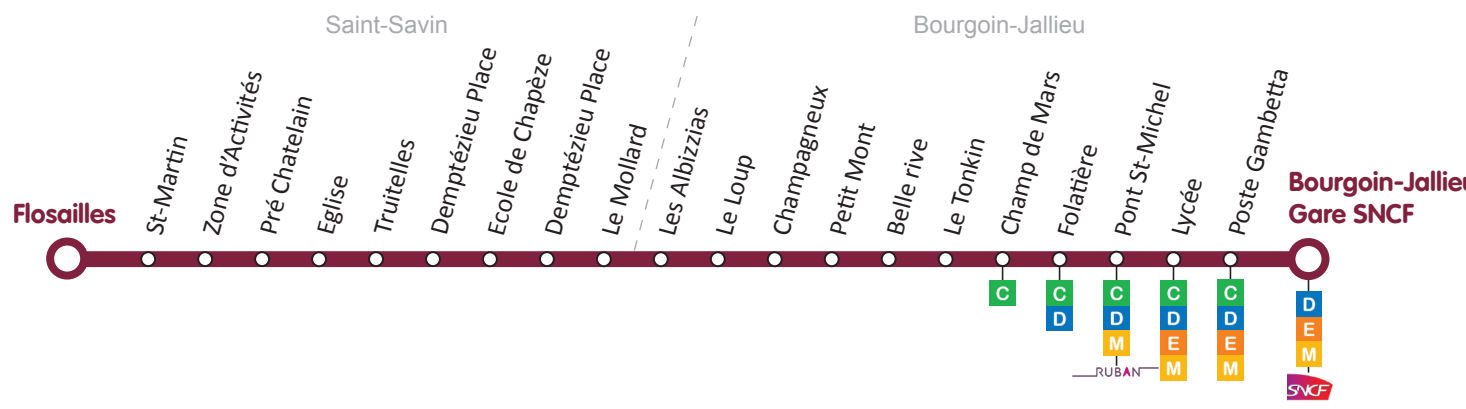 Saint-Savin
Bourgoin-Jallieu
Flosailles
St-Martin
Zone d'Activités
Pré Chatelain
Eglise
Truitelles
Demptézieu Place
Ecole de Chapèze
Demptézieu Place
Le Mollard
Les Albizzias
Le Loup
Champagneux
Petit Mont
Belle rive
Le Tonkin
Champ de Mars
Folatière
Pont St-Michel
Lycée
Poste Gambetta
Bourgoin-Jallieu
Gare SNCF
C
C
D
C
D
M
RUBAN
C
D
E
M
C
D
E
M
D
E
M
SNCF